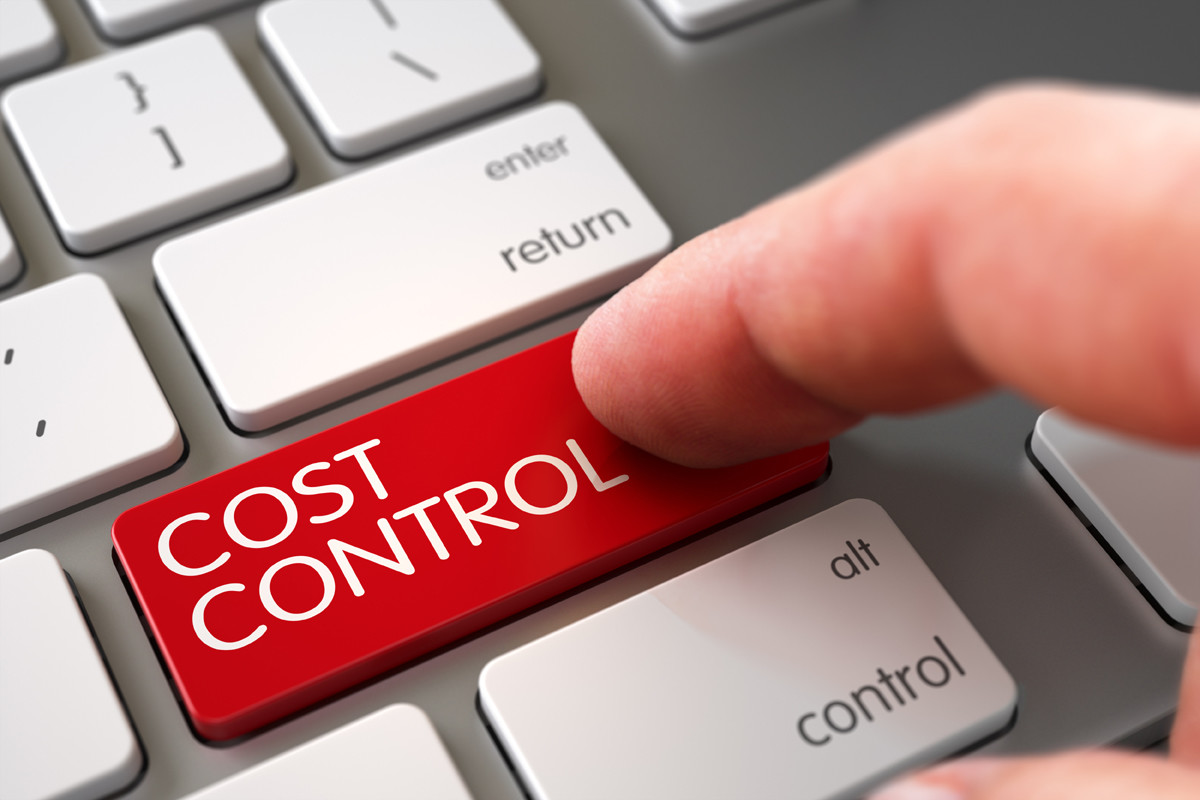 }
]
|
\
enter
return
"
'
COST
CONTROL
alt
control